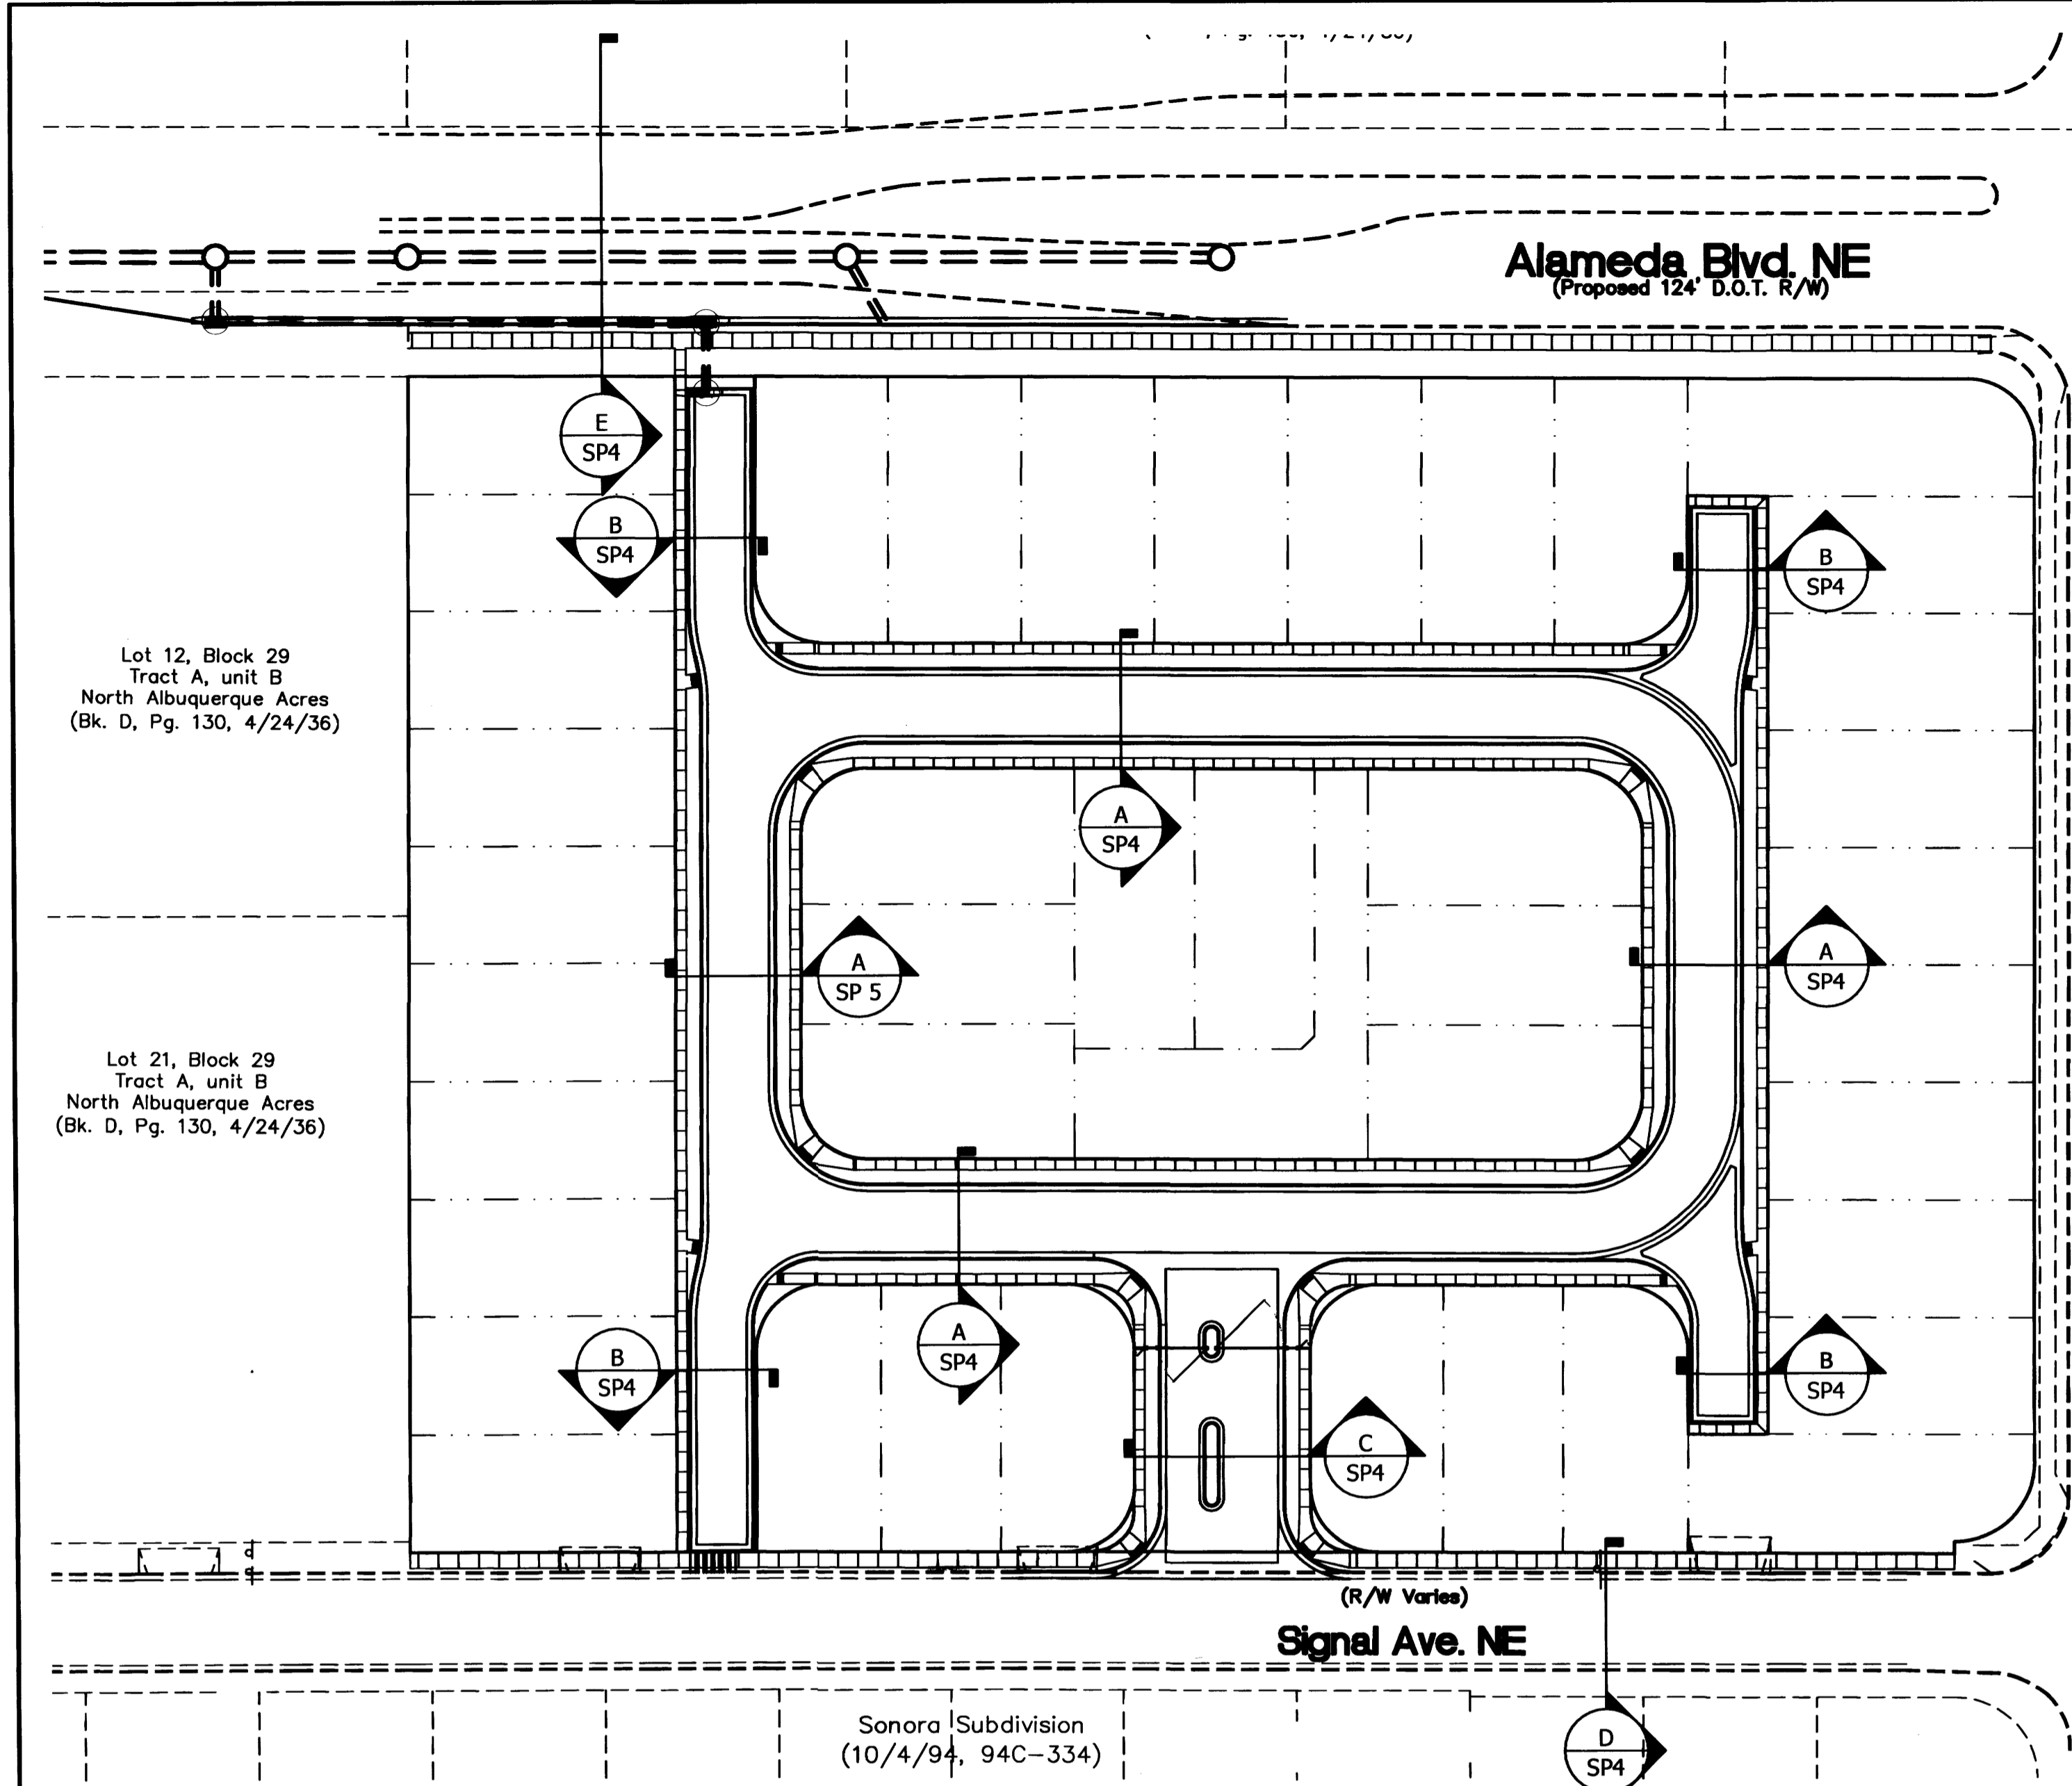 Alameda Blvd. NE
(Proposed 124' D.O.T. R/W)
E
SP4
B
SP4
B
SP4
Lot 12, Block 29
Tract A, unit B
North Albuquerque Acres
(Bk. D, Pg. 130, 4/24/36)
A
SP4
A
SP 5
A
SP4
Lot 21, Block 29
Tract A, unit B
North Albuquerque Acres
(Bk. D, Pg. 130, 4/24/36)
A
SP4
B
SP4
B
SP4
C
SP4
(R/W Varies)
Signal Ave. NE
Sonora Subdivision
(10/4/94, 94C-334)
D
SP4